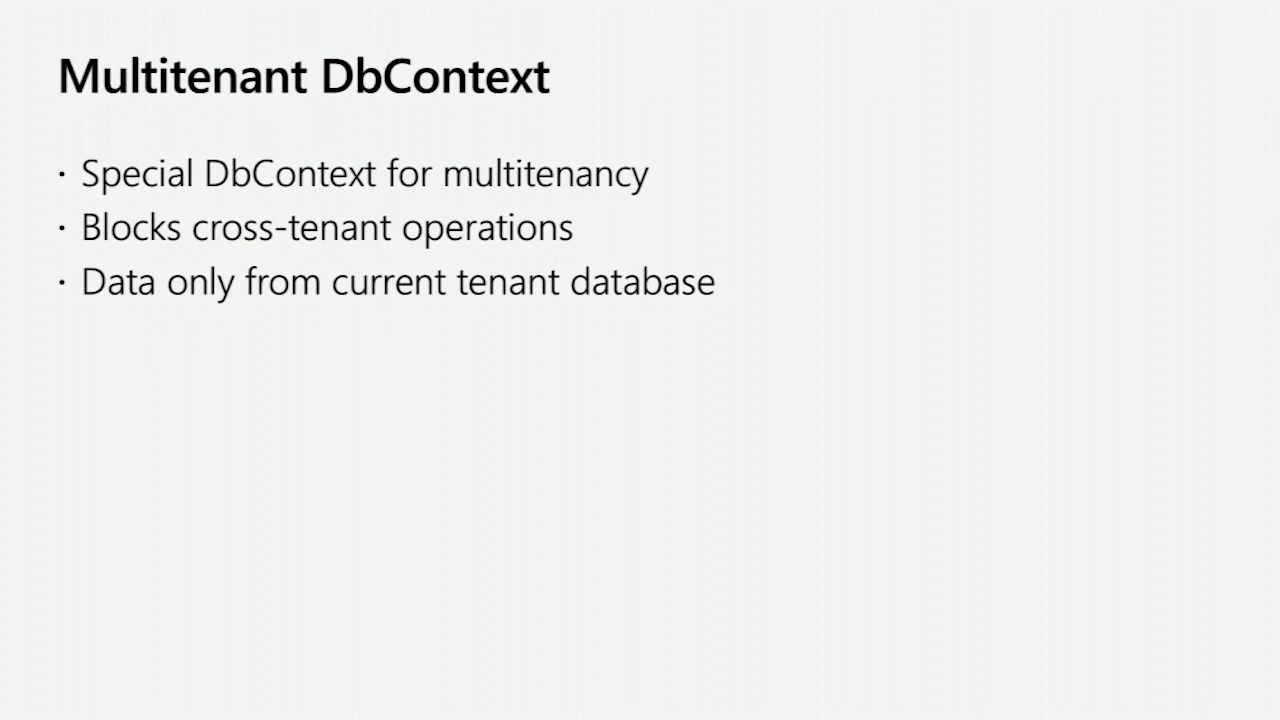 Multitenant DbContext
· Special DbContext for multitenancy
· Blocks cross-tenant operations
· Data only from current tenant database